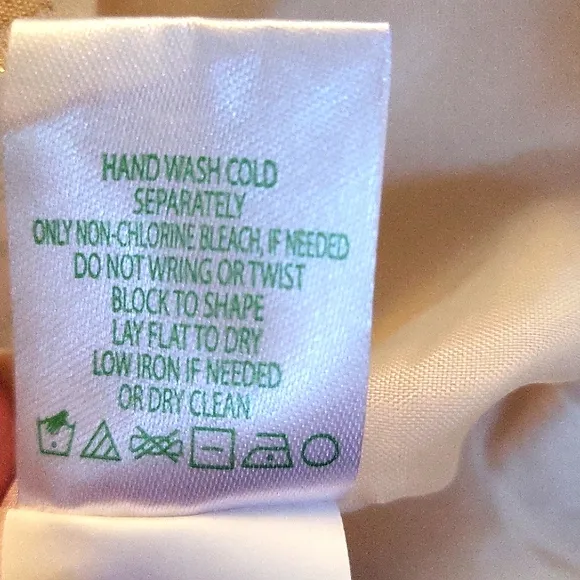 HAND WASH COLD
SEPARATELY
ONLY NON-CHLORINE BLEACH, IF NEEDED
DO NOT WRING OR TWIST
BLOCK TO SHAPE
LAY FLAT TO DRY
LOW IRON IF NEEDED
OR DRY CLEAN